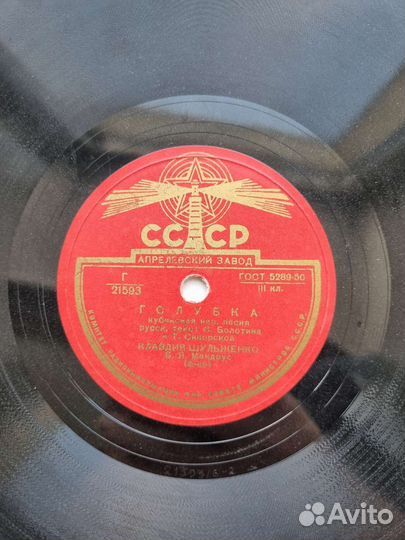 СССР
АПРЕЛЕВСКИЙ ЗАВОД
Г
21593
ГОСТ 5289-50
III кл.
ГОЛУБКА
кубинская нар. песня
русск. текст С. Болотина
и Т. Сикорской
КЛАВДИЯ ШУЛЬЖЕНКО
Avito